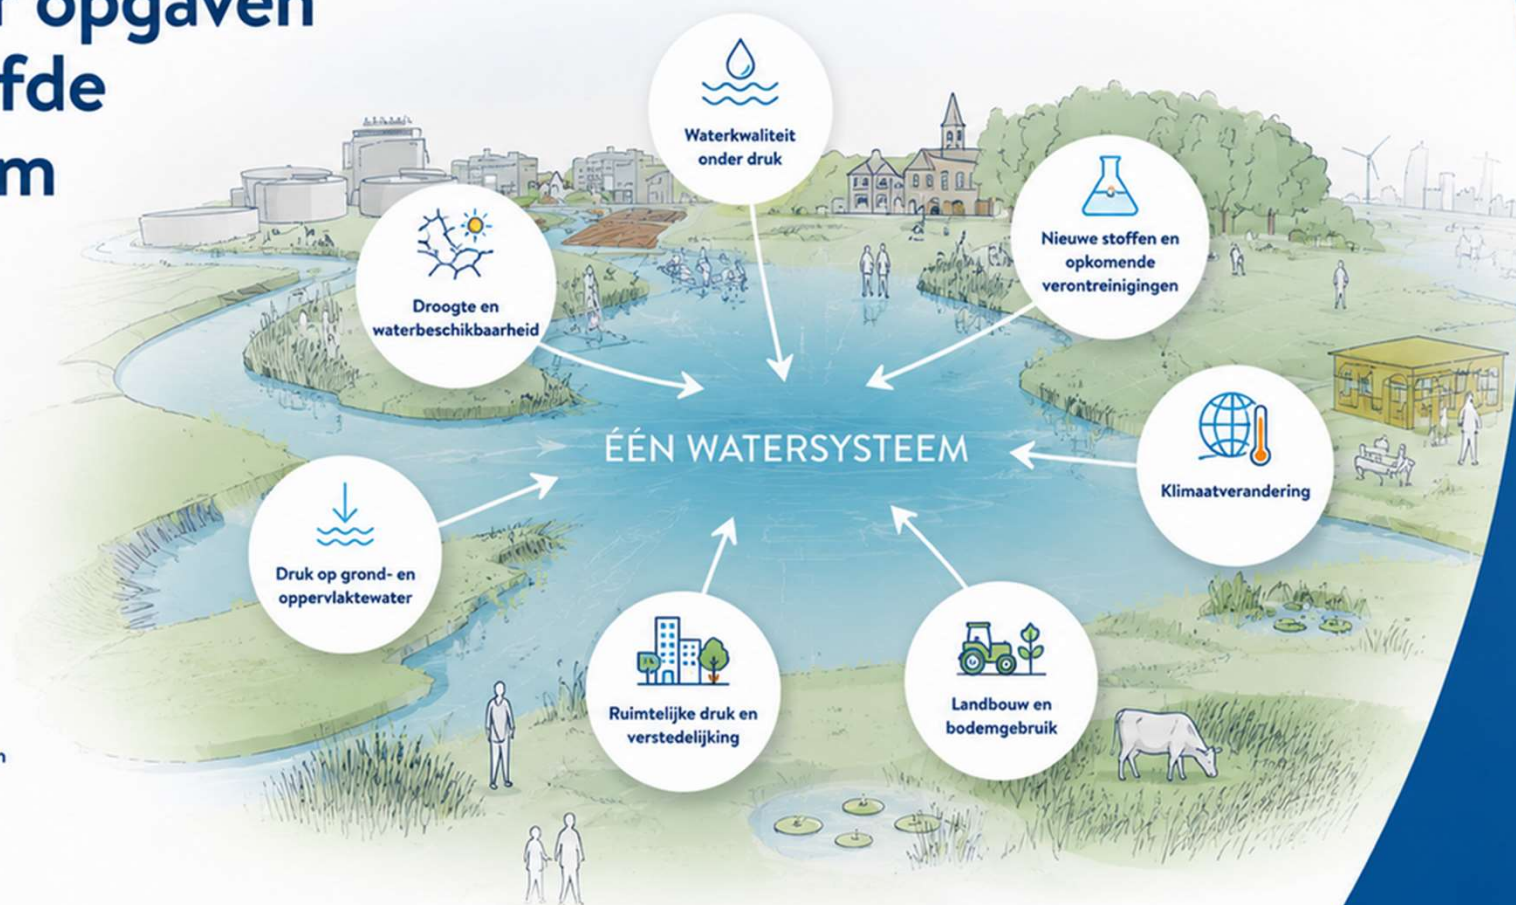 opgaven
Waterkwaliteit
onder druk
Nieuwe stoffen en
opkomende
verontreinigingen
Droogte en
waterbeschikbaarheid
ÉÉN WATERSYSTEEM
Klimaatverandering
Druk op grond- en
oppervlaktewater
Ruimtelijke druk en
verstedelijking
Landbouw en
bodemgebruik